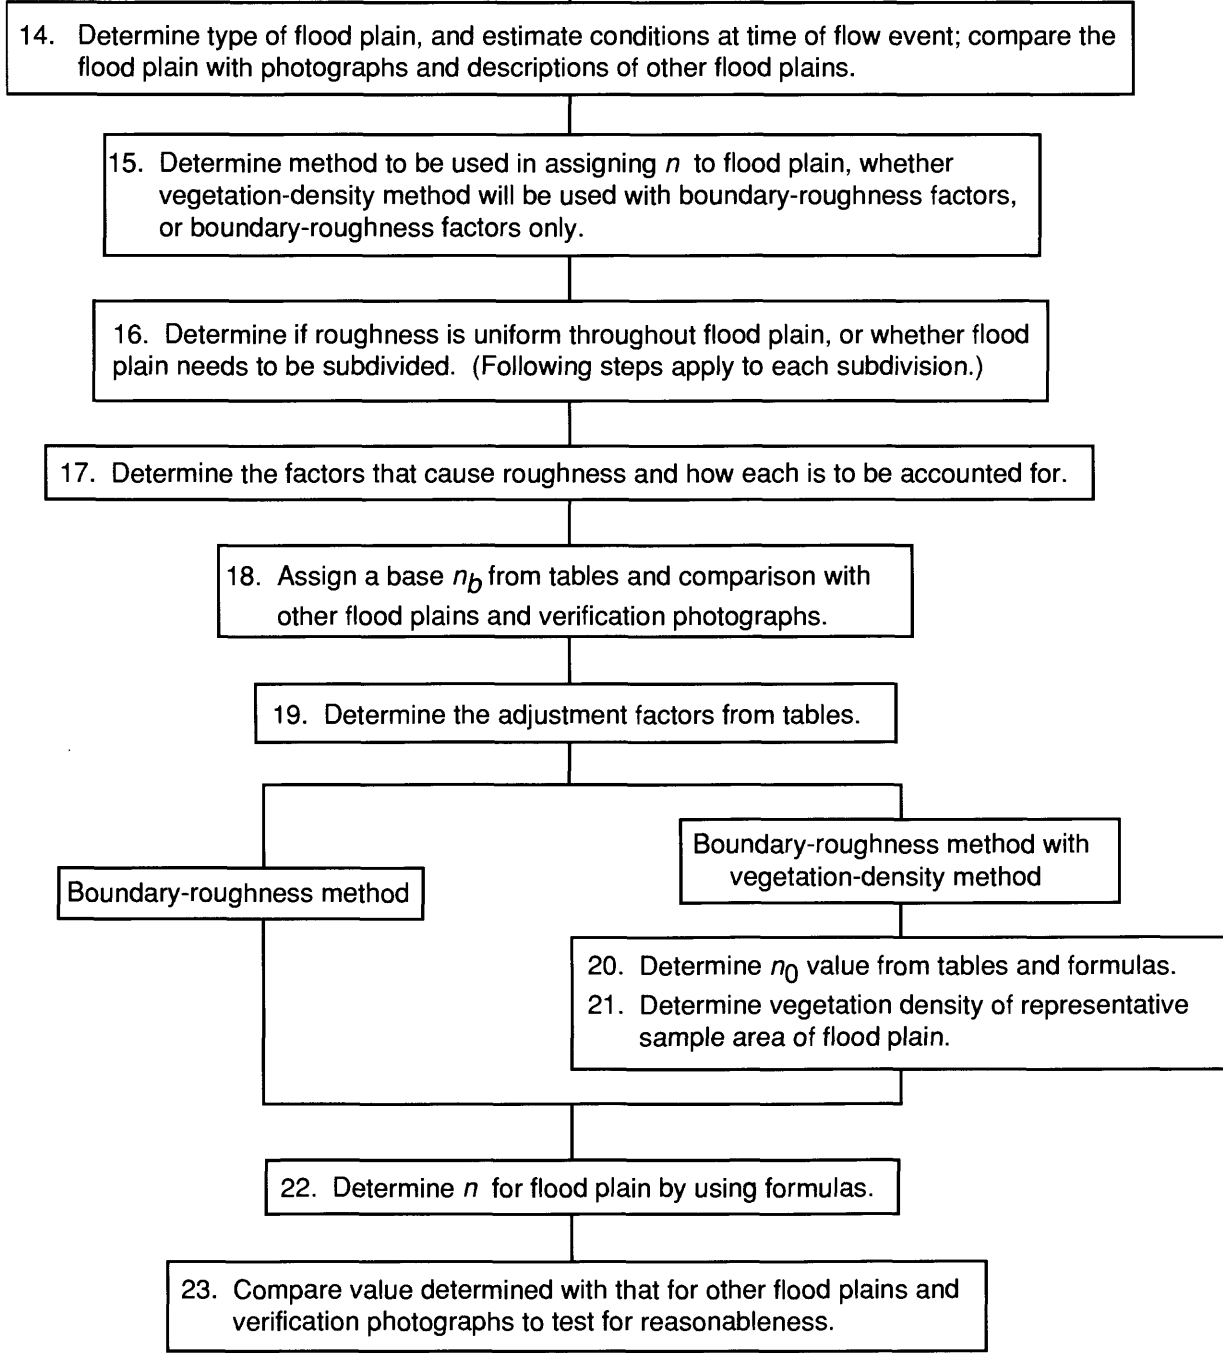 14. Determine type of flood plain, and estimate conditions at time of flow event; compare the
flood plain with photographs and descriptions of other flood plains.
15. Determine method to be used in assigning n to flood plain, whether
vegetation-density method will be used with boundary-roughness factors,
or boundary-roughness factors only.
16. Determine if roughness is uniform throughout flood plain, or whether flood
plain needs to be subdivided. (Following steps apply to each subdivision.)
17. Determine the factors that cause roughness and how each is to be accounted for.
18. Assign a base nb from tables and comparison with
other flood plains and verification photographs.
19. Determine the adjustment factors from tables.
Boundary-roughness method
Boundary-roughness method with
vegetation-density method
20. Determine n0 value from tables and formulas.
21. Determine vegetation density of representative
sample area of flood plain.
22. Determine n for flood plain by using formulas.
23. Compare value determined with that for other flood plains and
verification photographs to test for reasonableness.